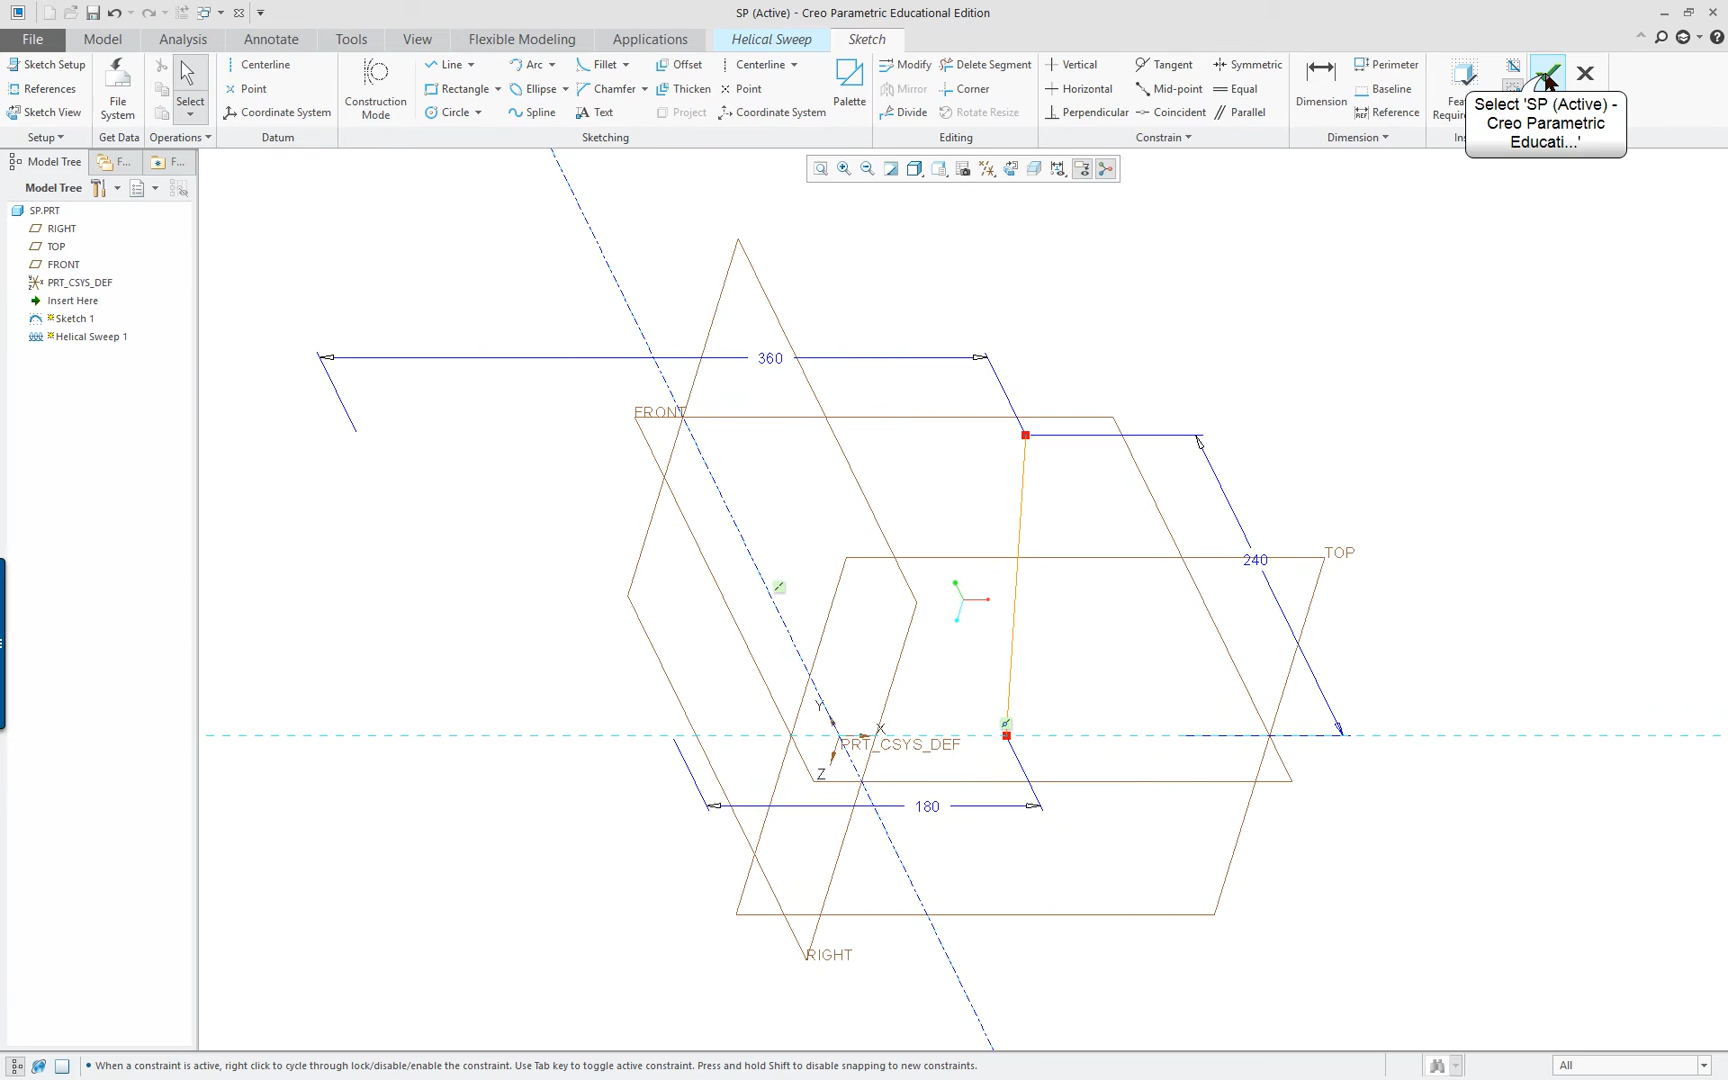 SP (Active) - Creo Parametric Educational Edition
File
Model
Analysis
Annotate
Tools
View
Flexible Modeling
Applications
Helical Sweep
Sketch
Sketch Setup
References
Sketch View
Setup
File System
Get Data
Select
Operations
Centerline
Point
Coordinate System
Datum
Construction Mode
Line
Rectangle
Circle
Arc
Ellipse
Spline
Fillet
Chamfer
Text
Offset
Thicken
Project
Centerline
Point
Coordinate System
Palette
Sketching
Modify
Mirror
Divide
Delete Segment
Corner
Rotate Resize
Editing
Vertical
Horizontal
Perpendicular
Tangent
Mid-point
Coincident
Symmetric
Equal
Parallel
Constrain
Dimension
Perimeter
Baseline
Reference
Dimension
Select 'SP (Active) -
Creo Parametric
Educati...'
Model Tree
F...
F...
Model Tree
SP.PRT
RIGHT
TOP
FRONT
PRT_CSYS_DEF
Insert Here
Sketch 1
Helical Sweep 1
360
FRONT
240
TOP
Y
X
PRT_CSYS_DEF
Z
180
RIGHT
When a constraint is active, right click to cycle through lock/disable/enable the constraint. Use Tab key to toggle active constraint. Press and hold Shift to disable snapping to new constraints.
All